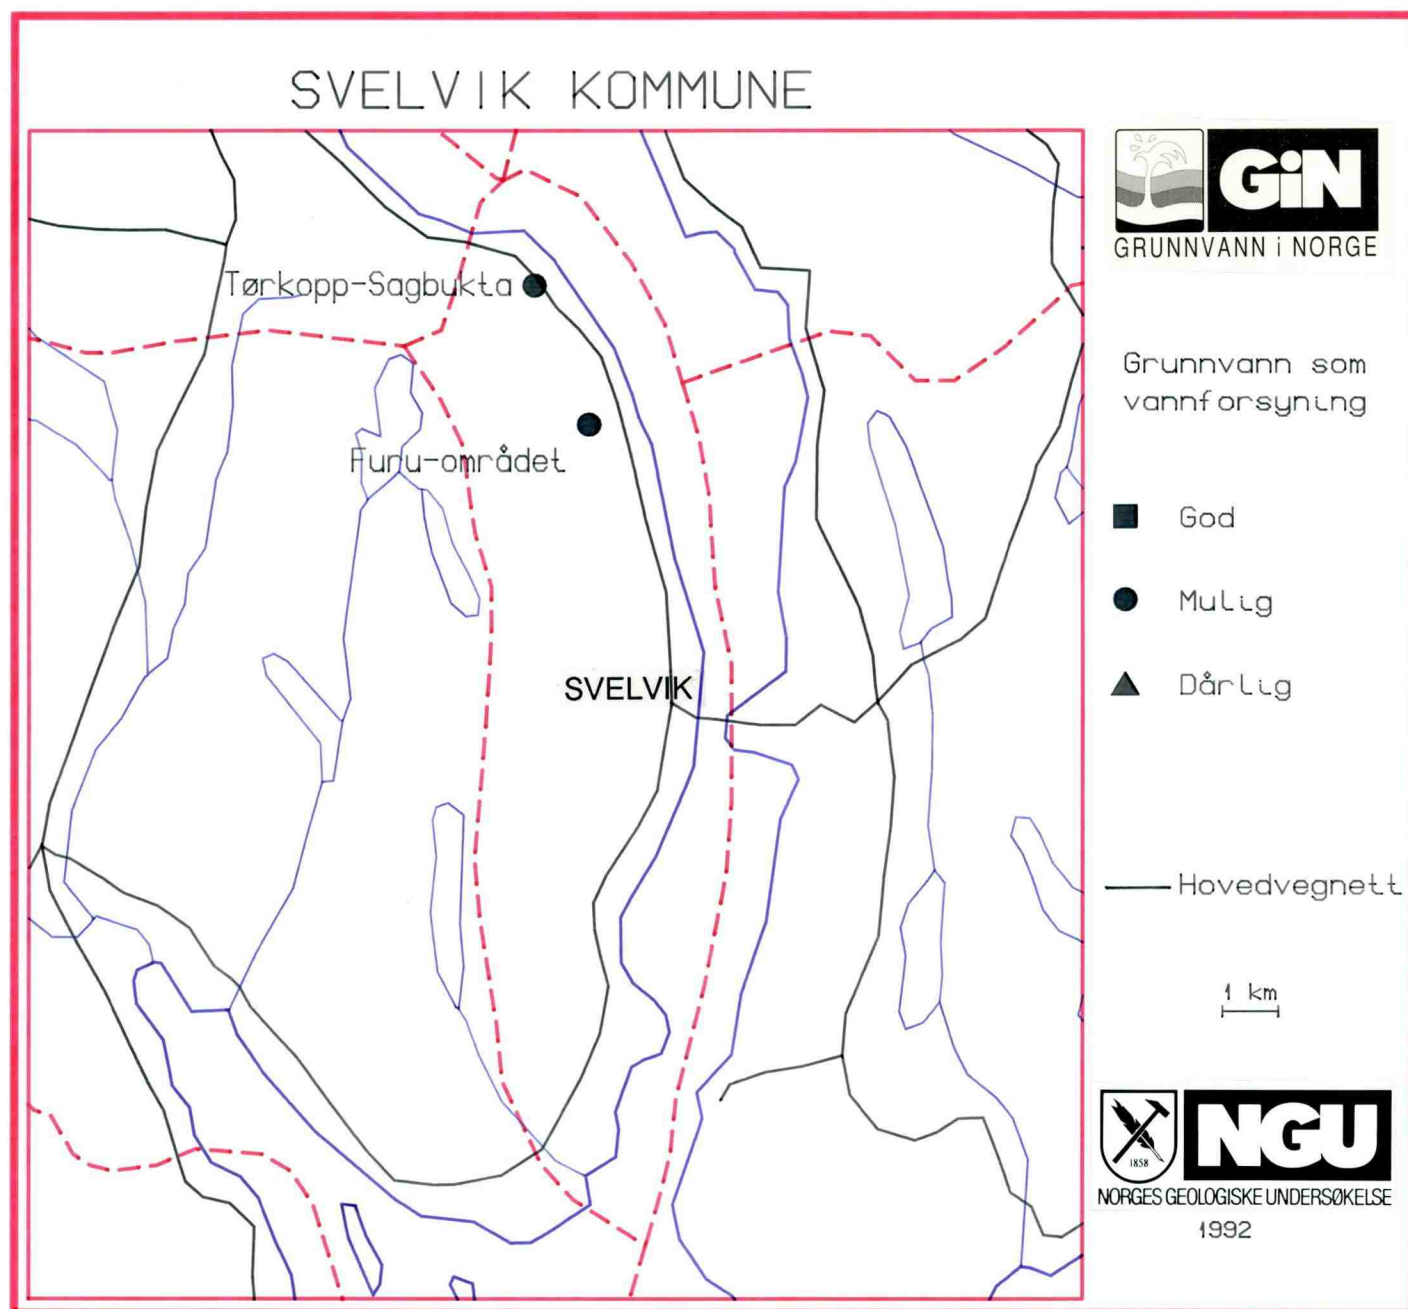 SVELVIK KOMMUNE
Tørkopp-Sagbukta
Furu-området
SVELVIK
GiN
GRUNNVANN i NORGE
Grunnvann som
vannforsyning
God
Mulig
Dårlig
Hovedvegnett
1 km
1858
NGU
NORGES GEOLOGISKE UNDERSØKELSE
1992